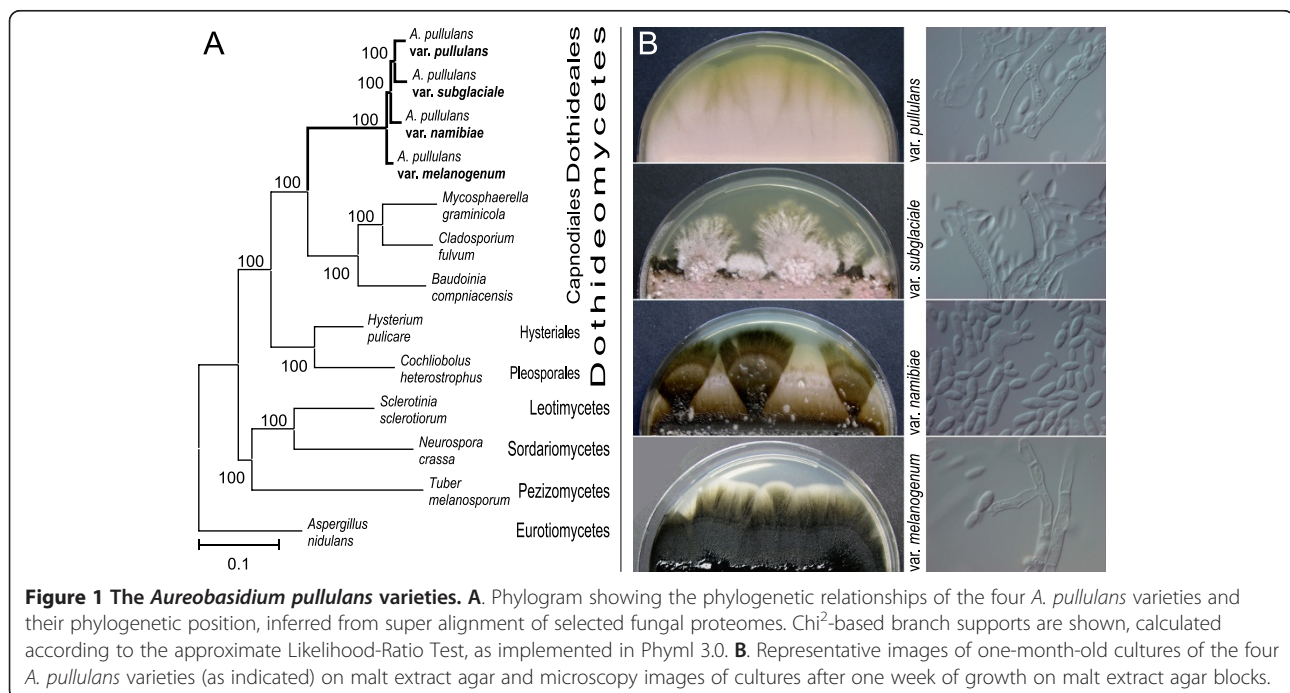 A
B
A. pullulans
var. pullulans
A. pullulans
var. subglaciale
A. pullulans
var. namibiae
A. pullulans
var. melanogenum
Mycosphaerella
graminicola
Cladosporium
fulvum
Baudoinia
compniacensis
Hysterium
pulicare
Cochliobolus
heterostrophus
Sclerotinia
sclerotiorum
Neurospora
crassa
Tuber
melanosporum
Aspergillus
nidulans
100
100
100
100
100
100
100
100
100
100
100
0.1
Dothideales
Capnodiales
Dothideomycetes
Hysteriales
Pleosporales
Leotimycetes
Sordariomycetes
Pezizomycetes
Eurotiomycetes
var. pullulans
var. subglaciale
var. namibiae
var. melanogenum
Figure 1 The Aureobasidium pullulans varieties. A. Phylogram showing the phylogenetic relationships of the four A. pullulans varieties and
their phylogenetic position, inferred from super alignment of selected fungal proteomes. Chi²-based branch supports are shown, calculated
according to the approximate Likelihood-Ratio Test, as implemented in Phyml 3.0. B. Representative images of one-month-old cultures of the four
A. pullulans varieties (as indicated) on malt extract agar and microscopy images of cultures after one week of growth on malt extract agar blocks.